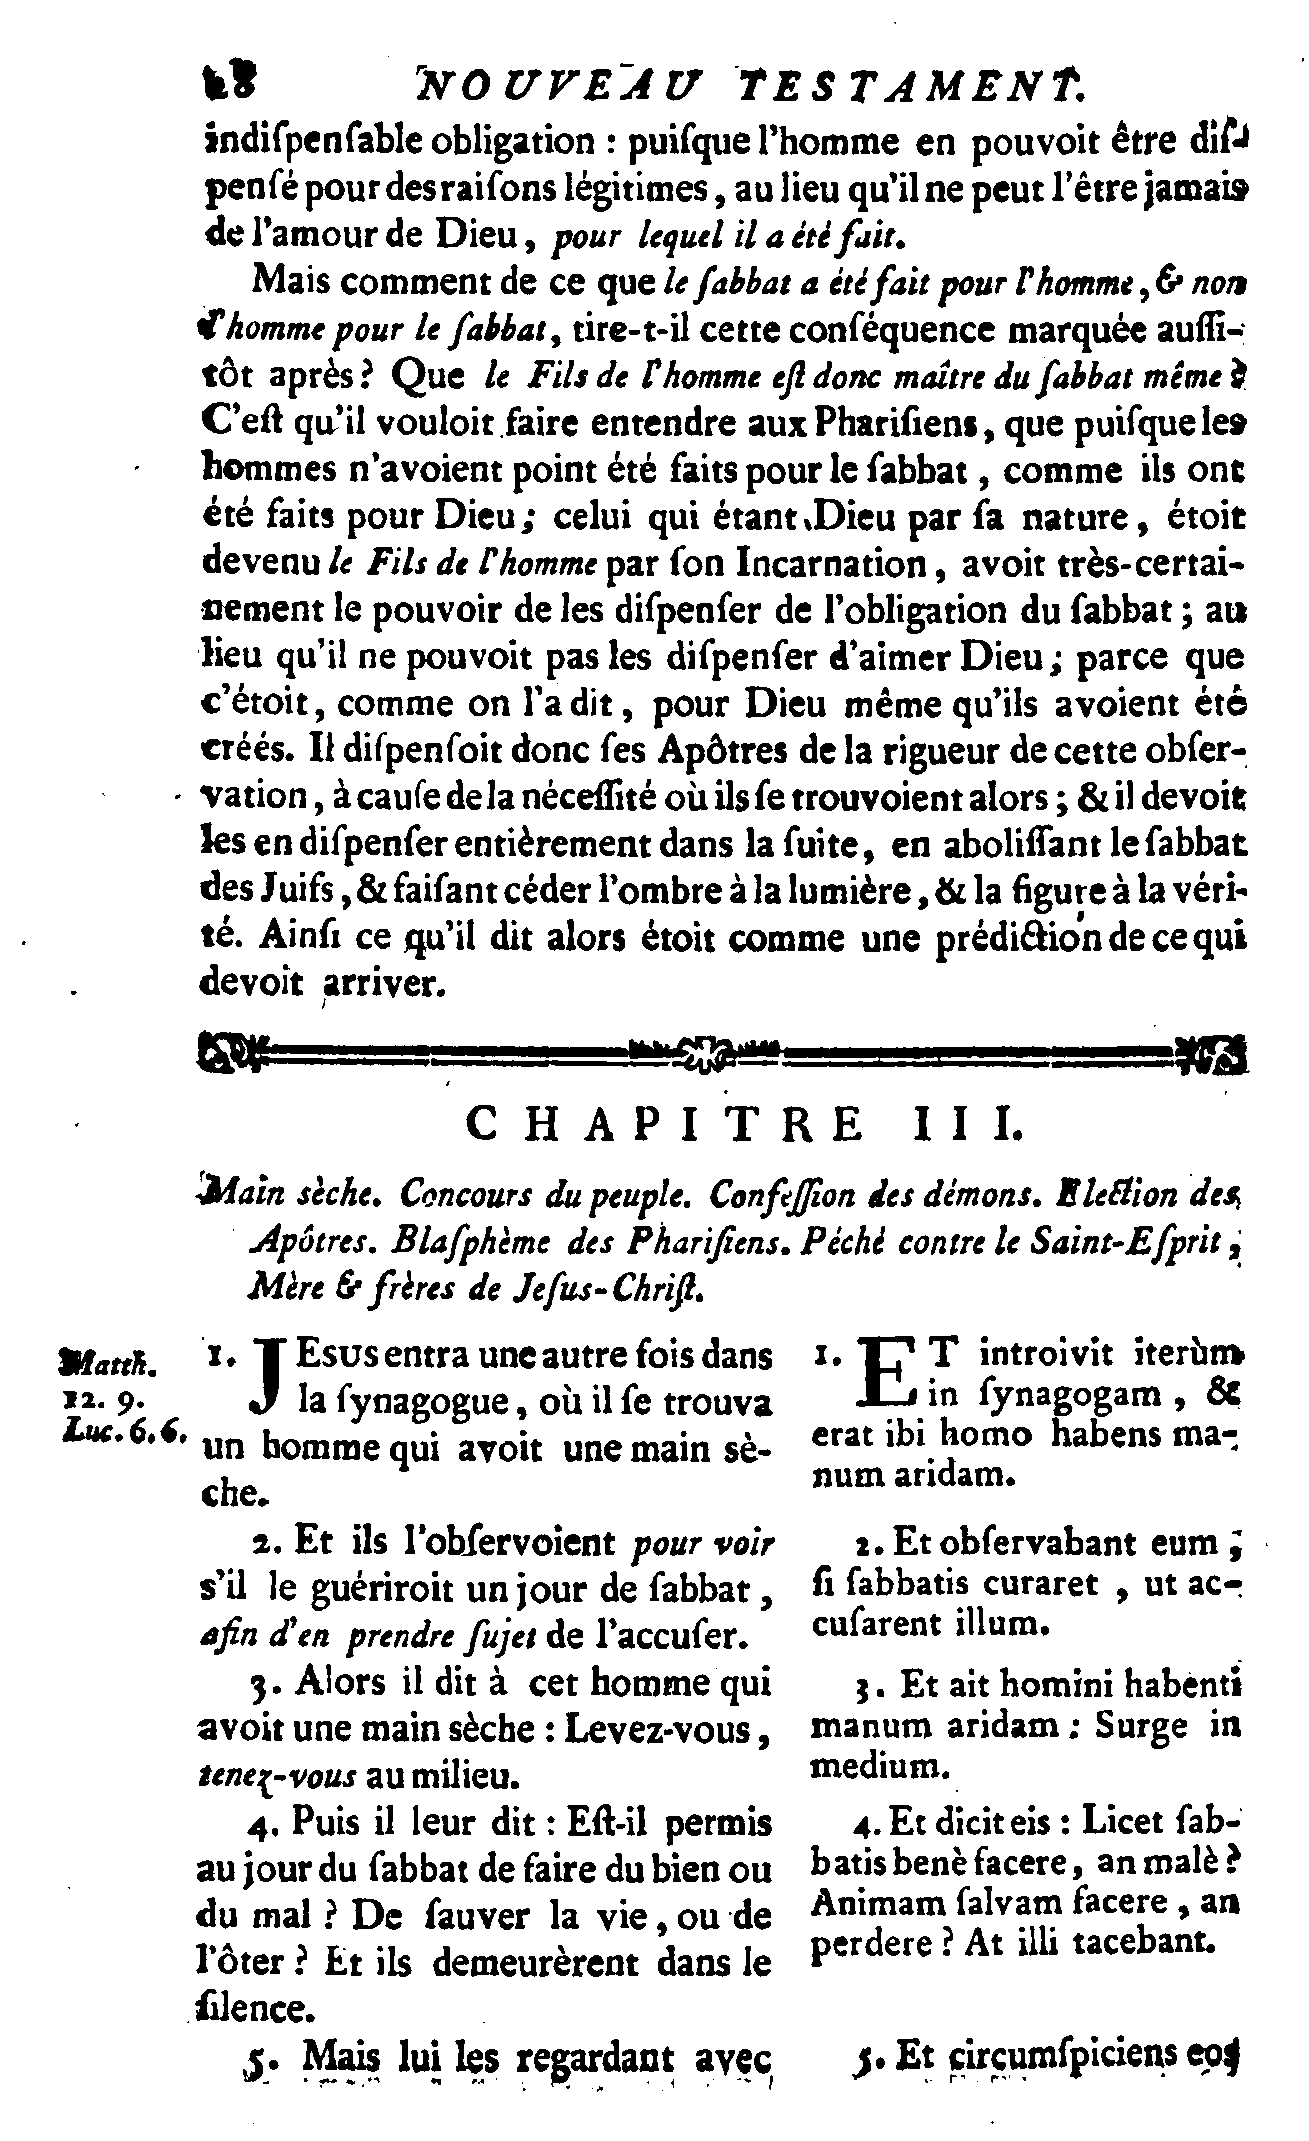 NOUVEAU TESTAMENT.
indiſpenſable obligation : puiſque l'homme en pouvoit être diſ-
penſé pour des raiſons légitimes, au lieu qu'il ne peut l'être jamais
de l'amour de Dieu, pour lequel il a été fait.
Mais comment de ce que le ſabbat a été fait pour l'homme, & non
l'homme pour le ſabbat, tire-t-il cette conſéquence marquée auſſi-
tôt après? Que le Fils de l'homme eſt donc maître du ſabbat même ?
C'eſt qu'il vouloit faire entendre aux Phariſiens, que puiſque les
hommes n'avoient point été faits pour le ſabbat, comme ils ont
été faits pour Dieu; celui qui étant Dieu par ſa nature, étoit
devenu le Fils de l'homme par ſon Incarnation, avoit très-certai-
nement le pouvoir de les diſpenſer de l'obligation du ſabbat ; au
lieu qu'il ne pouvoit pas les diſpenſer d'aimer Dieu; parce que
c'étoit, comme on l'a dit, pour Dieu même qu'ils avoient été
créés. Il diſpenſoit donc ſes Apôtres de la rigueur de cette obſer-
vation, à cauſe de la néceſſité où ils ſe trouvoient alors ; & il devoit
les en diſpenſer entièrement dans la ſuite, en aboliſſant le ſabbat
des Juifs, & faiſant céder l'ombre à la lumière, & la figure à la véri-
té. Ainſi ce qu'il dit alors étoit comme une prédiction de ce qui
devoit arriver.
CHAPITRE III.
Main sèche. Concours du peuple. Confeſſion des démons. Election des
Apôtres. Blaſphème des Phariſiens. Péché contre le Saint-Eſprit,
Mère & frères de Jeſus-Chriſt.
Matth.
12. 9.
Luc. 6. 6.
1. JEsus entra une autre fois dans
la ſynagogue, où il ſe trouva
un homme qui avoit une main sè-
che.
2. Et ils l'obſervoient pour voir
s'il le guériroit un jour de ſabbat,
afin d'en prendre ſujet de l'accuſer.
3. Alors il dit à cet homme qui
avoit une main sèche : Levez-vous,
tenez-vous au milieu.
4. Puis il leur dit : Eſt-il permis
au jour du ſabbat de faire du bien ou
du mal ? De ſauver la vie, ou de
l'ôter ? Et ils demeurèrent dans le
ſilence.
5. Mais lui les regardant avec
1. ET introivit iterùm
in ſynagogam, &
erat ibi homo habens ma-
num aridam.
2. Et obſervabant eum,
ſi ſabbatis curaret, ut ac-
cuſarent illum.
3. Et ait homini habenti
manum aridam : Surge in
medium.
4. Et dicit eis : Licet ſab-
batis benè facere, an malè ?
Animam ſalvam facere, an
perdere ? At illi tacebant.
5. Et circumſpiciens eos